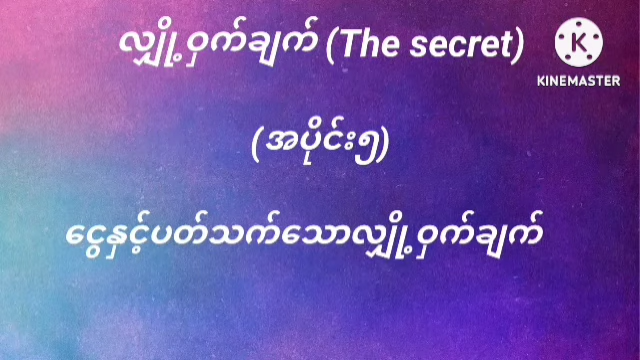 လျှို့ဝှက်ချက် (The secret)
KINEMASTER
(အပိုင်း၅)
ငွေနှင့်ပတ်သက်သောလျှို့ဝှက်ချက်